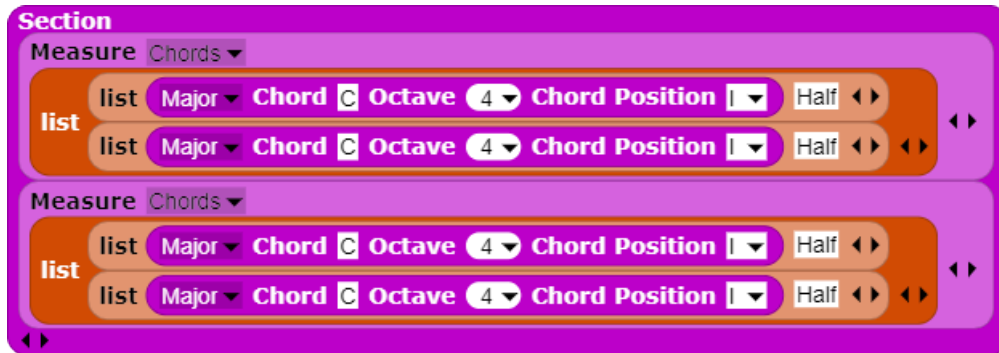 Section
Measure Chords
list Major Chord C Octave 4 Chord Position I Half
list
list Major Chord C Octave 4 Chord Position I Half
Measure Chords
list Major Chord C Octave 4 Chord Position I Half
list
list Major Chord C Octave 4 Chord Position I Half